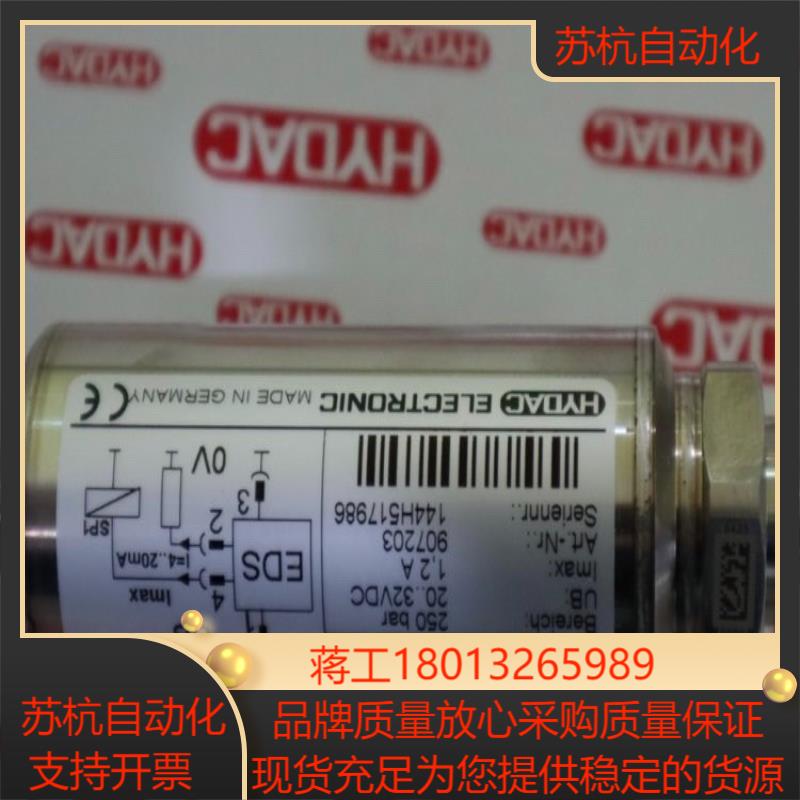 苏杭自动化
HYDAC
HYDAC
HYDAC
HYDAC
HYDAC
HYDAC
HYDAC
HYDAC
HYDAC ELECTRONIC MADE IN GERMANY CE
Seriennr.: 144H517986
Art.-Nr.: 907203
Imax: 1,2 A
UB: 20..32VDC
Bereich: 250 bar
0V
3
2
SP1
I=4..20mA
EDS
4
Imax
蒋工18013265989
苏杭自动化
支持开票
品牌质量放心采购质量保证
现货充足为您提供稳定的货源